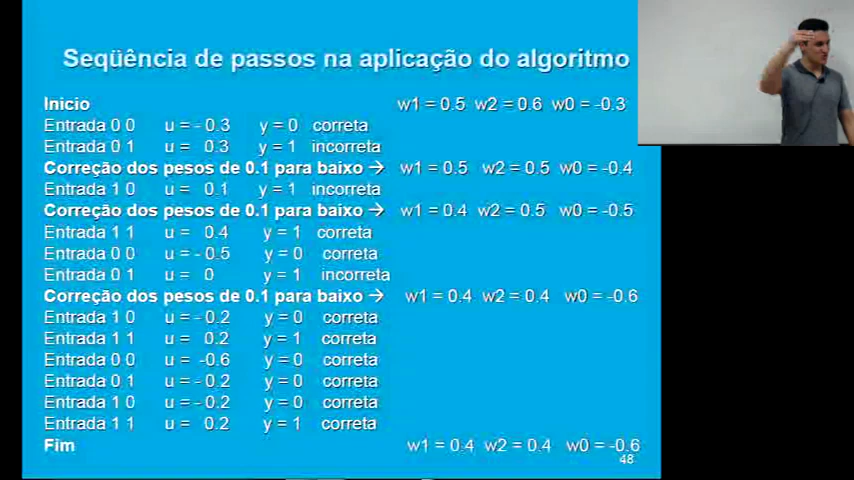 Seqüência de passos na aplicação do algoritmo
Inicio w1 = 0.5 w2 = 0.6 w0 = -0.3
Entrada 0 0 u = - 0.3 y = 0 correta
Entrada 0 1 u = 0.3 y = 1 incorreta
Correção dos pesos de 0.1 para baixo → w1 = 0.5 w2 = 0.5 w0 = -0.4
Entrada 1 0 u = 0.1 y = 1 incorreta
Correção dos pesos de 0.1 para baixo → w1 = 0.4 w2 = 0.5 w0 = -0.5
Entrada 1 1 u = 0.4 y = 1 correta
Entrada 0 0 u = - 0.5 y = 0 correta
Entrada 0 1 u = 0 y = 1 incorreta
Correção dos pesos de 0.1 para baixo → w1 = 0.4 w2 = 0.4 w0 = -0.6
Entrada 1 0 u = - 0.2 y = 0 correta
Entrada 1 1 u = 0.2 y = 1 correta
Entrada 0 0 u = -0.6 y = 0 correta
Entrada 0 1 u = - 0.2 y = 0 correta
Entrada 1 0 u = - 0.2 y = 0 correta
Entrada 1 1 u = 0.2 y = 1 correta
Fim w1 = 0.4 w2 = 0.4 w0 = -0.6
48